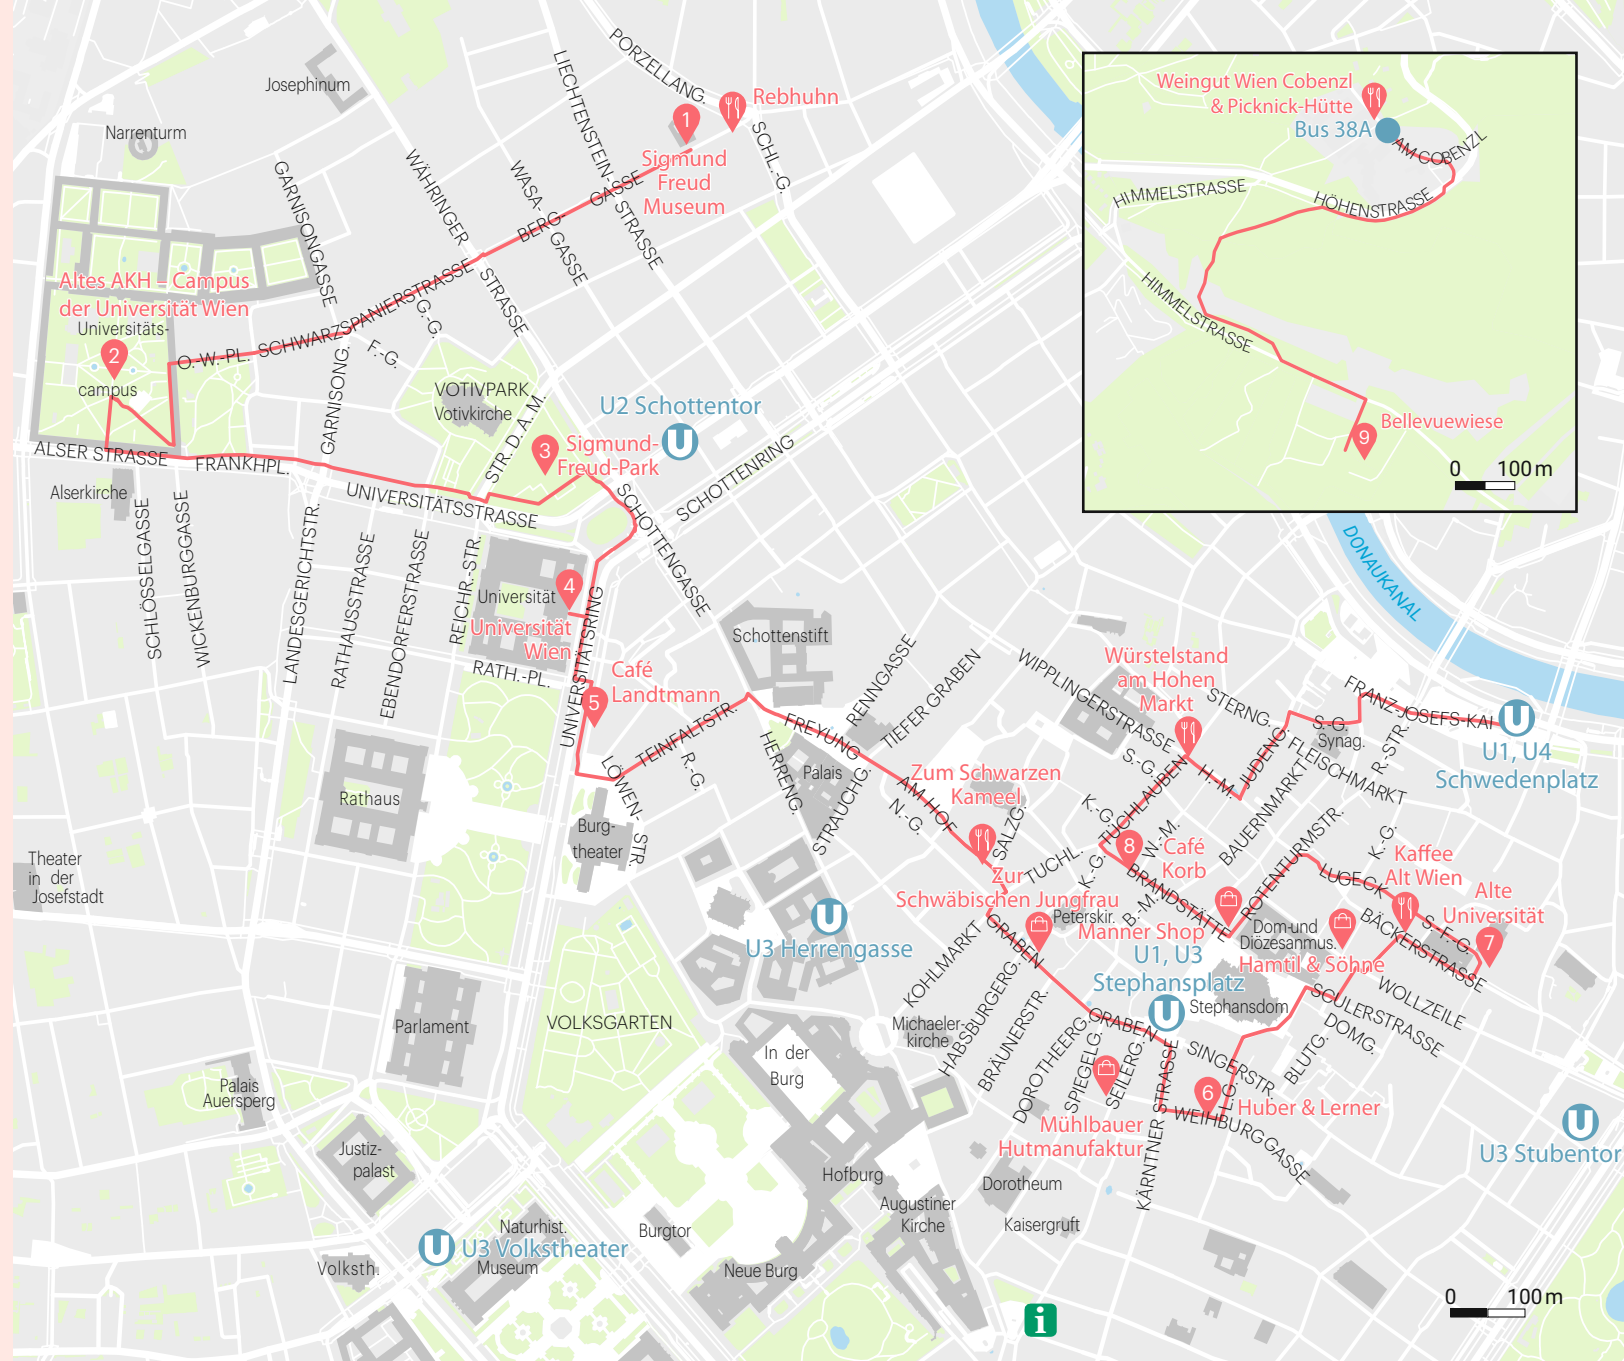 PORZELLANG.
Josephinum
LIECHTENSTEIN-
STRASSE
Rebhuhn
1
SCHL.-G.
Narrenturm
GARNISONGASSE
WÄHRINGER
STRASSE
WASA-
GASSE
BERG-
GASSE
Sigmund
Freud
Museum
Altes AKH – Campus
der Universität Wien
Universitäts-
campus
2
O.-W.-PL.
SCHWARZSPANIERSTRASSE
G.-G.
F.-G.
GARNISONG.
VOTIVPARK
Votivkirche
STR. D. A. M.
U2 Schottentor
3
Sigmund-
Freud-Park
SCHOTTENRING
SCHOTTENGASSE
ALSER STRASSE
FRANKHPL.
UNIVERSITÄTSSTRASSE
Alserkirche
SCHLÖSSELGASSE
WICKENBURGGASSE
LANDESGERICHTSTR.
RATHAUSSTRASSE
EBENDORFERSTRASSE
REICHR.-STR.
Universität
4
Universität
Wien
UNIVERSITÄTSRING
RATH.-PL.
Café
Landtmann
5
Schottenstift
TEINFALTSTR.
LÖWEN-
STR.
R.-G.
HERRENG.
FREYUNG
RENNGASSE
TIEFER GRABEN
Palais
STRAUCHG.
AM HOF
N.-G.
Rathaus
Burg-
theater
Theater
in der
Josefstadt
Weingut Wien Cobenzl
& Picknick-Hütte
Bus 38A
AM COBENZL
HIMMELSTRASSE
HÖHENSTRASSE
HIMMELSTRASSE
Bellevuewiese
9
0 100 m
DONAUKANAL
WIPPLINGERSTRASSE
Würstelstand
am Hohen
Markt
STERNG.
S.-G.
H.-M.
JUDENG.
S.-G.
Synag.
FRANZ-JOSEFS-KAI
U1, U4
Schwedenplatz
R.-STR.
FLEISCHMARKT
BAUERNMARKT
ROTENTURMSTR.
Zum Schwarzen
Kameel
SALZG.
TUCHL.
K.-G.
TUCHLAUBEN
W.-M.
8
Café
Korb
K.-G.
BRANDSTÄTTE
B.-M.
LUGECK
K.-G.
Kaffee
Alt Wien
Alte
Universität
7
S.-F.-G.
BÄCKERSTRASSE
Zur
Schwäbischen Jungfrau
Peterskir.
Manner Shop
Dom- und
Diözesanmus.
Hamtil & Söhne
U1, U3
Stephansplatz
Stephansdom
WOLLZEILE
SCULERSTRASSE
DOMG.
BLUTG.
U3 Herrengasse
KOHLMARKT
GRABEN
HABSBURGERG.
BRÄUNERSTR.
DOROTHEERG.
GRABEN
SPIEGELG.
SEILERG.
SINGERSTR.
6
Huber & Lerner
L.-G.
WEIHBURGGASSE
KÄRNTNER STRASSE
Mühlbauer
Hutmanufaktur
Michaeler-
kirche
VOLKSGARTEN
In der
Burg
Parlament
Palais
Auersperg
Justiz-
palast
Hofburg
Augustiner
Kirche
Dorotheum
Kaisergruft
Burgtor
Neue Burg
Naturhist.
Museum
U3 Volkstheater
Volksth.
U3 Stubentor
0 100 m
i